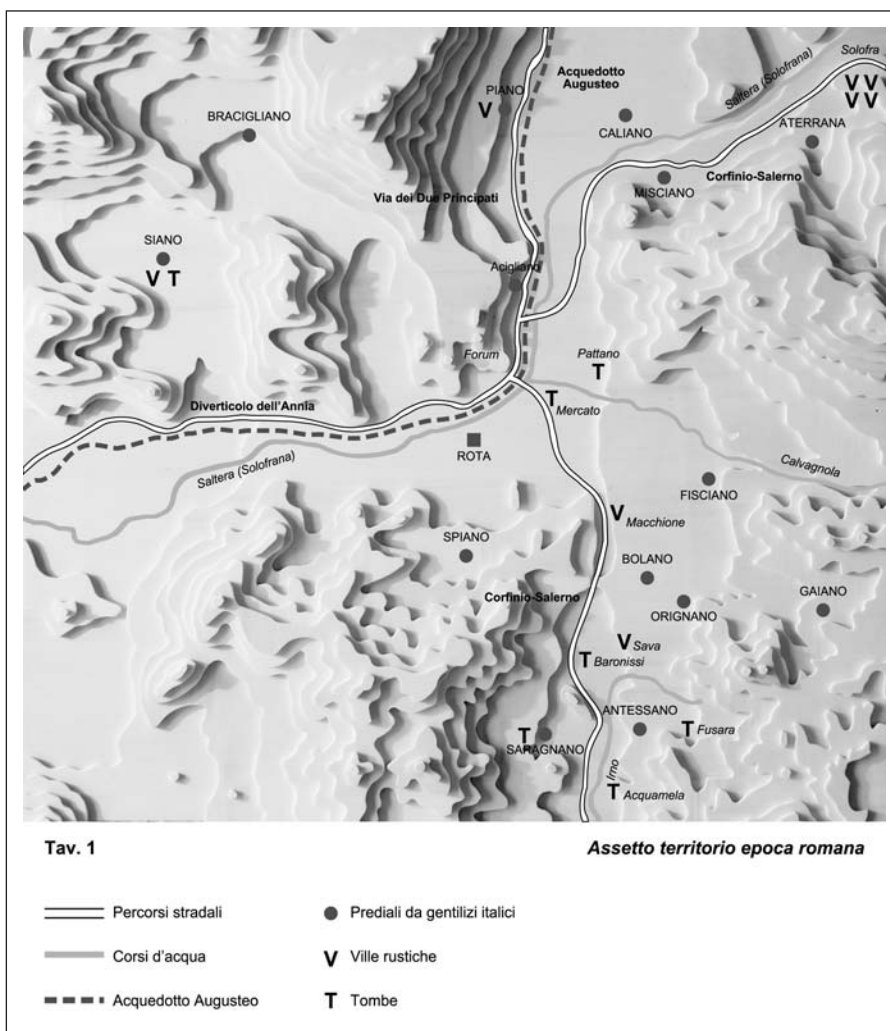 Acquedotto
Augusteo
Saltera (Solofrana)
Solofra
V V
V V
PIANO
V
BRACIGLIANO
CALIANO
ATERRANA
Corfinio-Salerno
MISCIANO
Via dei Due Principati
SIANO
V T
Acigliano
Forum
Pattano
T
T
Mercato
Diverticolo dell'Annia
ROTA
Saltera (Solofrana)
Calvagnola
FISCIANO
V Macchione
SPIANO
BOLANO
Corfinio-Salerno
ORIGNANO
GAIANO
V Sava
T Baronissi
ANTESSANO
T Fusara
T
SARAGNANO
Irno
T Acquamela
Tav. 1
Assetto territorio epoca romana
Percorsi stradali
Prediali da gentilizi italici
Corsi d'acqua
V Ville rustiche
Acquedotto Augusteo
T Tombe